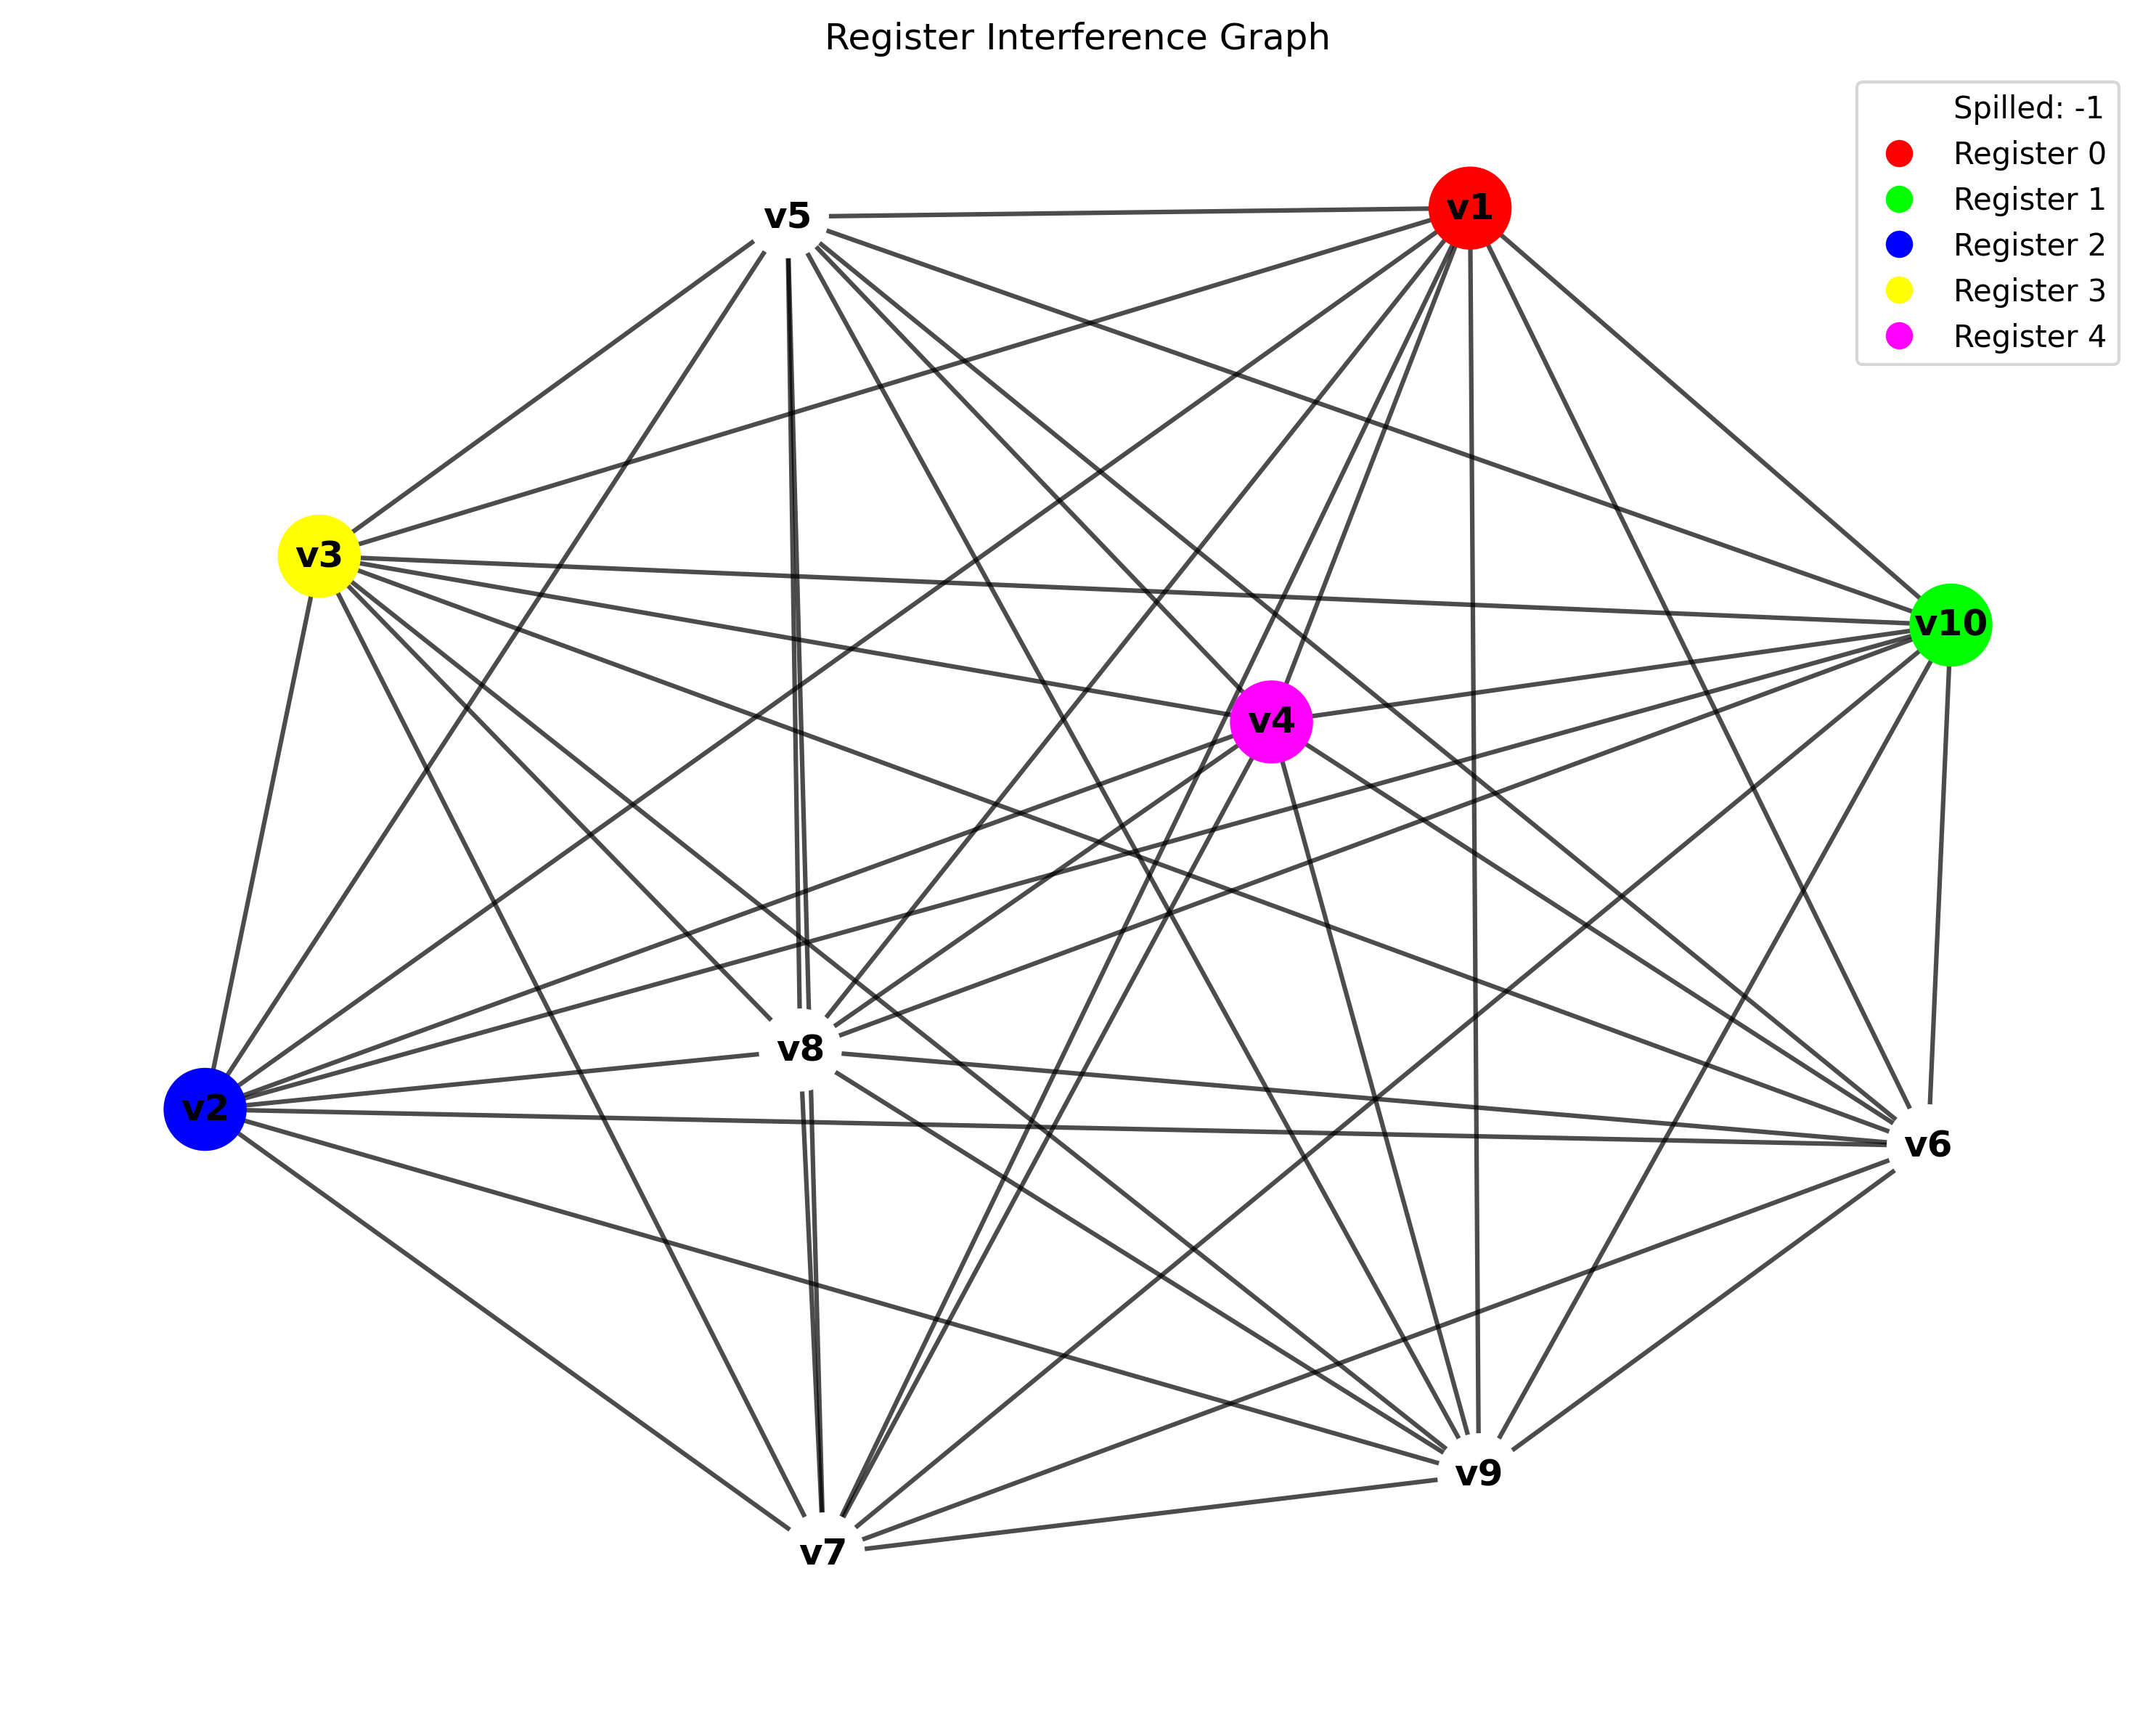 Register Interference Graph
Spilled: -1
Register 0
Register 1
Register 2
Register 3
Register 4
v5
v1
v3
v10
v4
v8
v2
v6
v9
v7